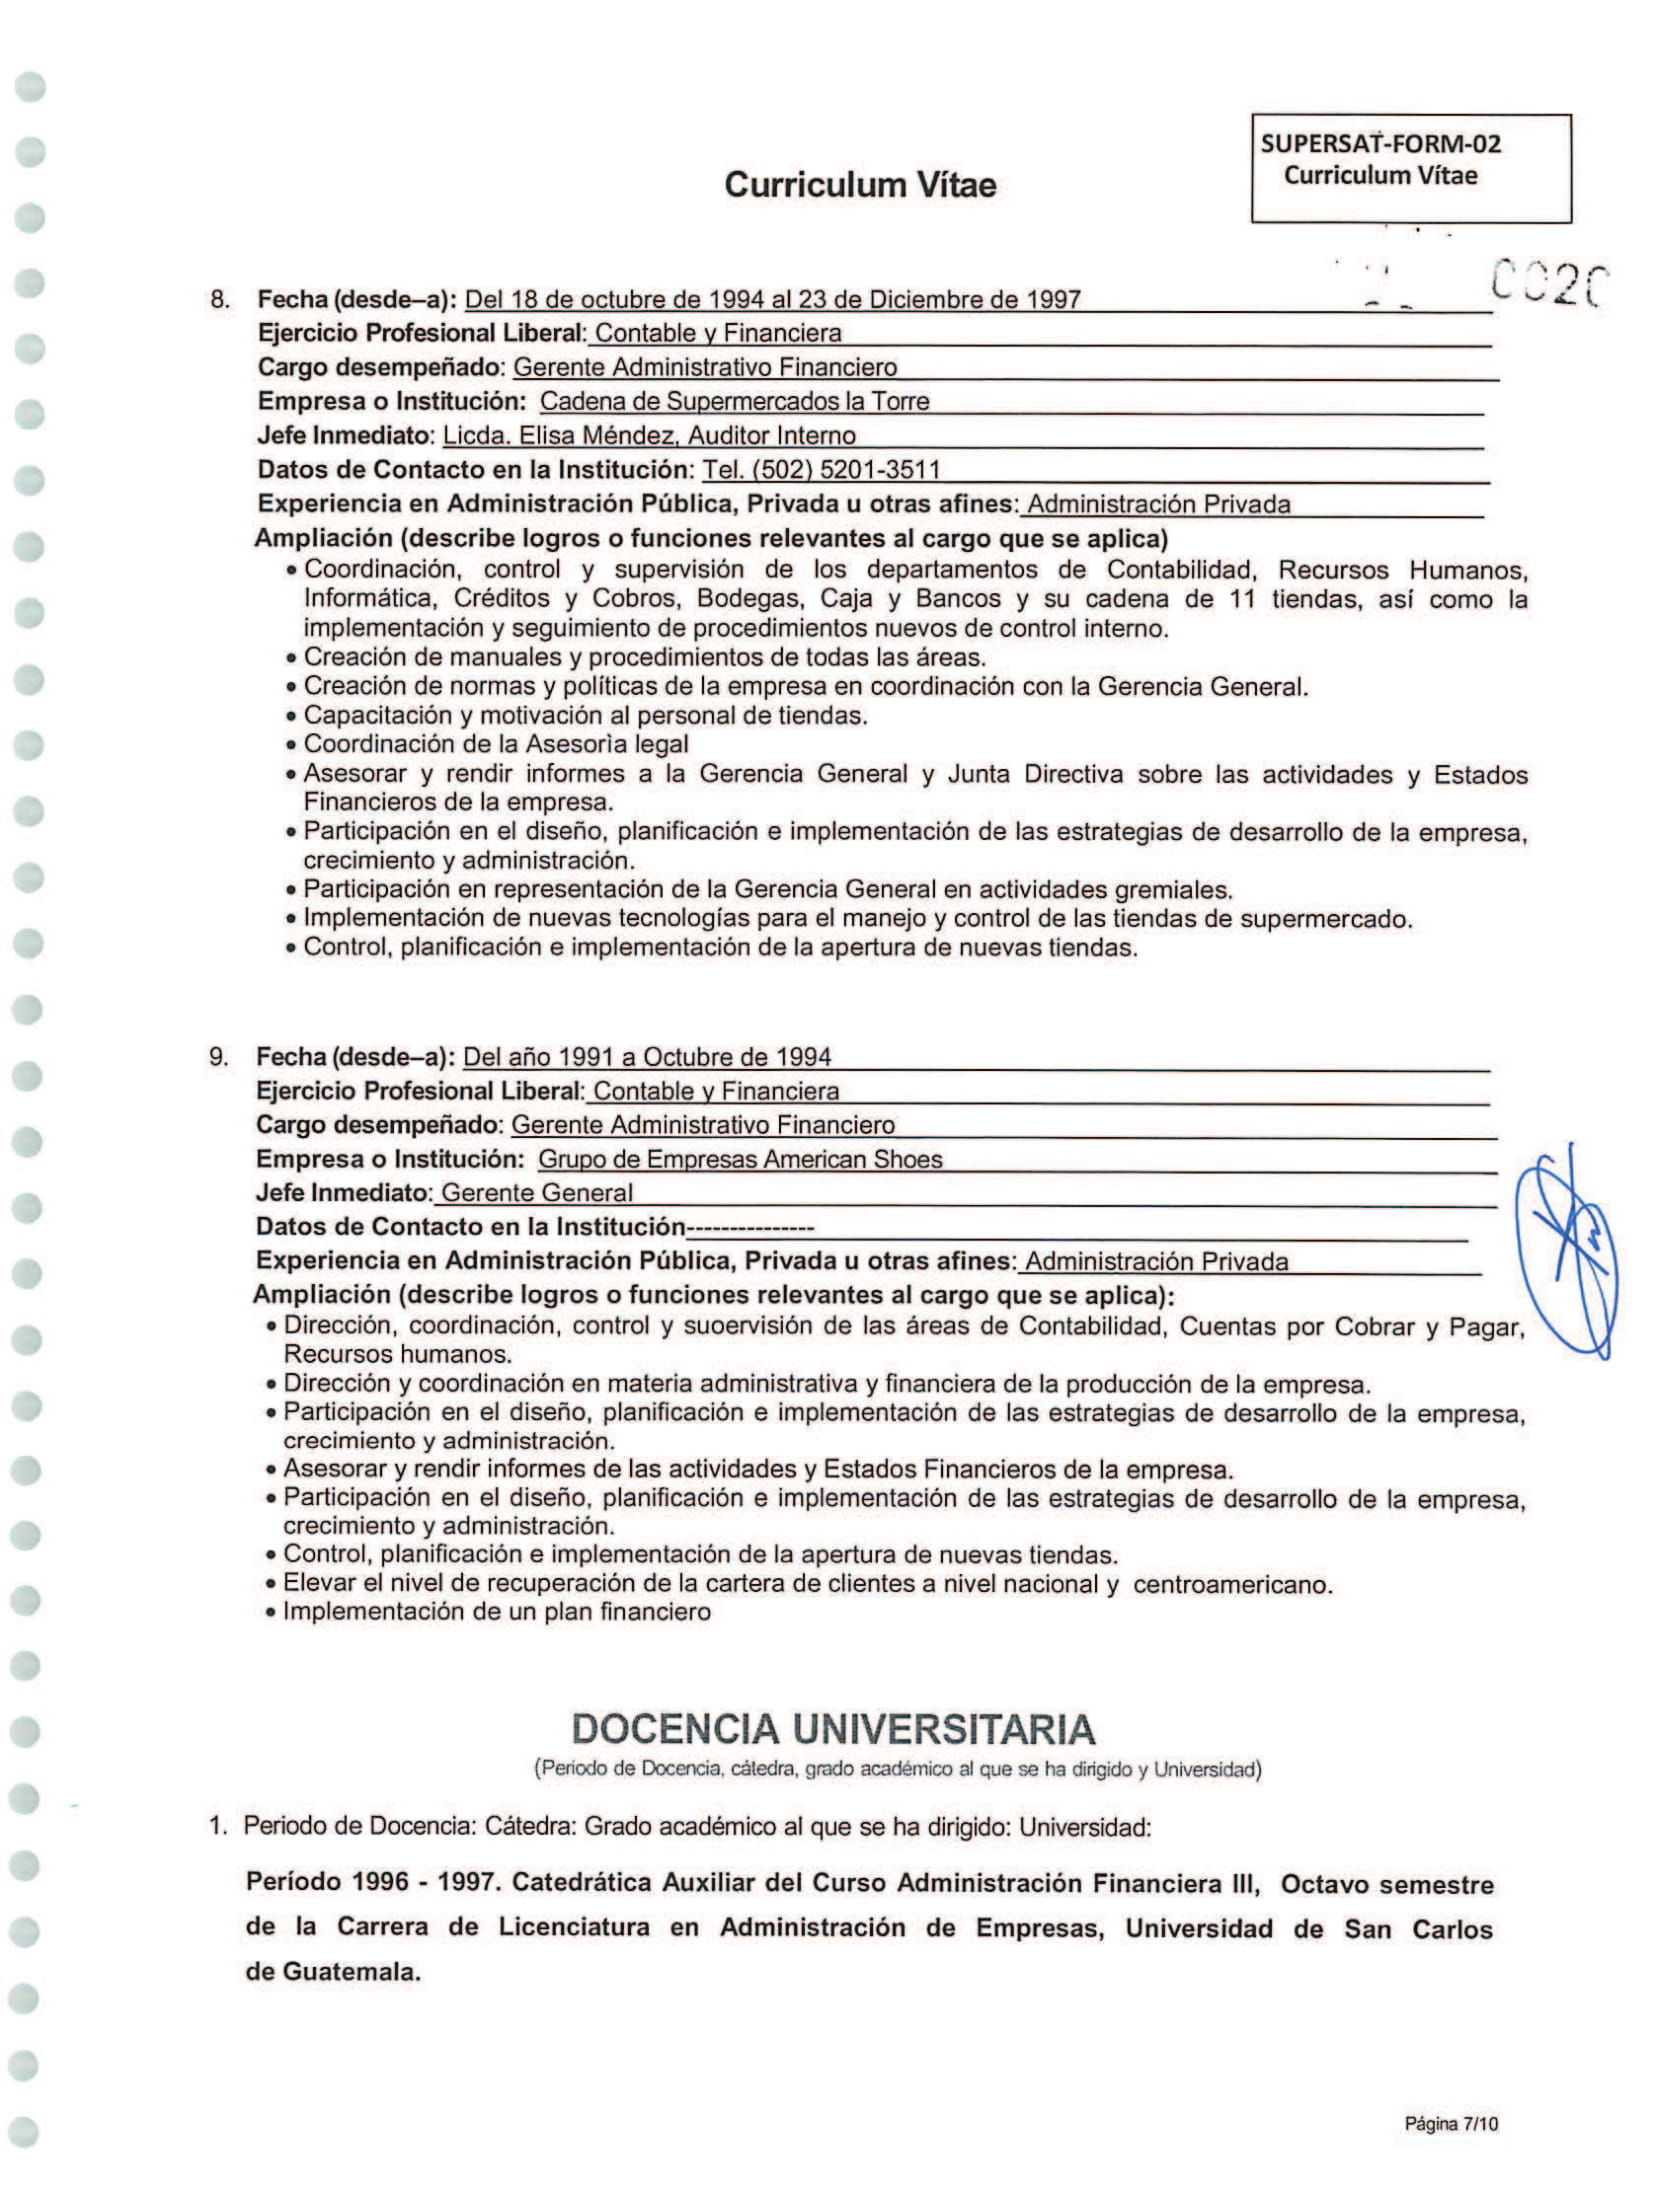 SUPERSAT-FORM-02
Curriculum Vítae
Curriculum Vítae
8. Fecha (desde–a): Del 18 de octubre de 1994 al 23 de Diciembre de 1997
Ejercicio Profesional Liberal: Contable y Financiera
Cargo desempeñado: Gerente Administrativo Financiero
Empresa o Institución: Cadena de Supermercados la Torre
Jefe Inmediato: Licda. Elisa Méndez, Auditor Interno
Datos de Contacto en la Institución: Tel. (502) 5201-3511
Experiencia en Administración Pública, Privada u otras afines: Administración Privada
Ampliación (describe logros o funciones relevantes al cargo que se aplica)
• Coordinación, control y supervisión de los departamentos de Contabilidad, Recursos Humanos,
Informática, Créditos y Cobros, Bodegas, Caja y Bancos y su cadena de 11 tiendas, así como la
implementación y seguimiento de procedimientos nuevos de control interno.
• Creación de manuales y procedimientos de todas las áreas.
• Creación de normas y políticas de la empresa en coordinación con la Gerencia General.
• Capacitación y motivación al personal de tiendas.
• Coordinación de la Asesorìa legal
• Asesorar y rendir informes a la Gerencia General y Junta Directiva sobre las actividades y Estados
Financieros de la empresa.
• Participación en el diseño, planificación e implementación de las estrategias de desarrollo de la empresa,
crecimiento y administración.
• Participación en representación de la Gerencia General en actividades gremiales.
• Implementación de nuevas tecnologías para el manejo y control de las tiendas de supermercado.
• Control, planificación e implementación de la apertura de nuevas tiendas.
9. Fecha (desde–a): Del año 1991 a Octubre de 1994
Ejercicio Profesional Liberal: Contable y Financiera
Cargo desempeñado: Gerente Administrativo Financiero
Empresa o Institución: Grupo de Empresas American Shoes
Jefe Inmediato: Gerente General
Datos de Contacto en la Institución---------------
Experiencia en Administración Pública, Privada u otras afines: Administración Privada
Ampliación (describe logros o funciones relevantes al cargo que se aplica):
• Dirección, coordinación, control y suoervisión de las áreas de Contabilidad, Cuentas por Cobrar y Pagar,
Recursos humanos.
• Dirección y coordinación en materia administrativa y financiera de la producción de la empresa.
• Participación en el diseño, planificación e implementación de las estrategias de desarrollo de la empresa,
crecimiento y administración.
• Asesorar y rendir informes de las actividades y Estados Financieros de la empresa.
• Participación en el diseño, planificación e implementación de las estrategias de desarrollo de la empresa,
crecimiento y administración.
• Control, planificación e implementación de la apertura de nuevas tiendas.
• Elevar el nivel de recuperación de la cartera de clientes a nivel nacional y centroamericano.
• Implementación de un plan financiero
DOCENCIA UNIVERSITARIA
(Período de Docencia, cátedra, grado académico al que se ha dirigido y Universidad)
1. Periodo de Docencia: Cátedra: Grado académico al que se ha dirigido: Universidad:
Período 1996 - 1997. Catedrática Auxiliar del Curso Administración Financiera III, Octavo semestre
de la Carrera de Licenciatura en Administración de Empresas, Universidad de San Carlos
de Guatemala.
Página 7/10